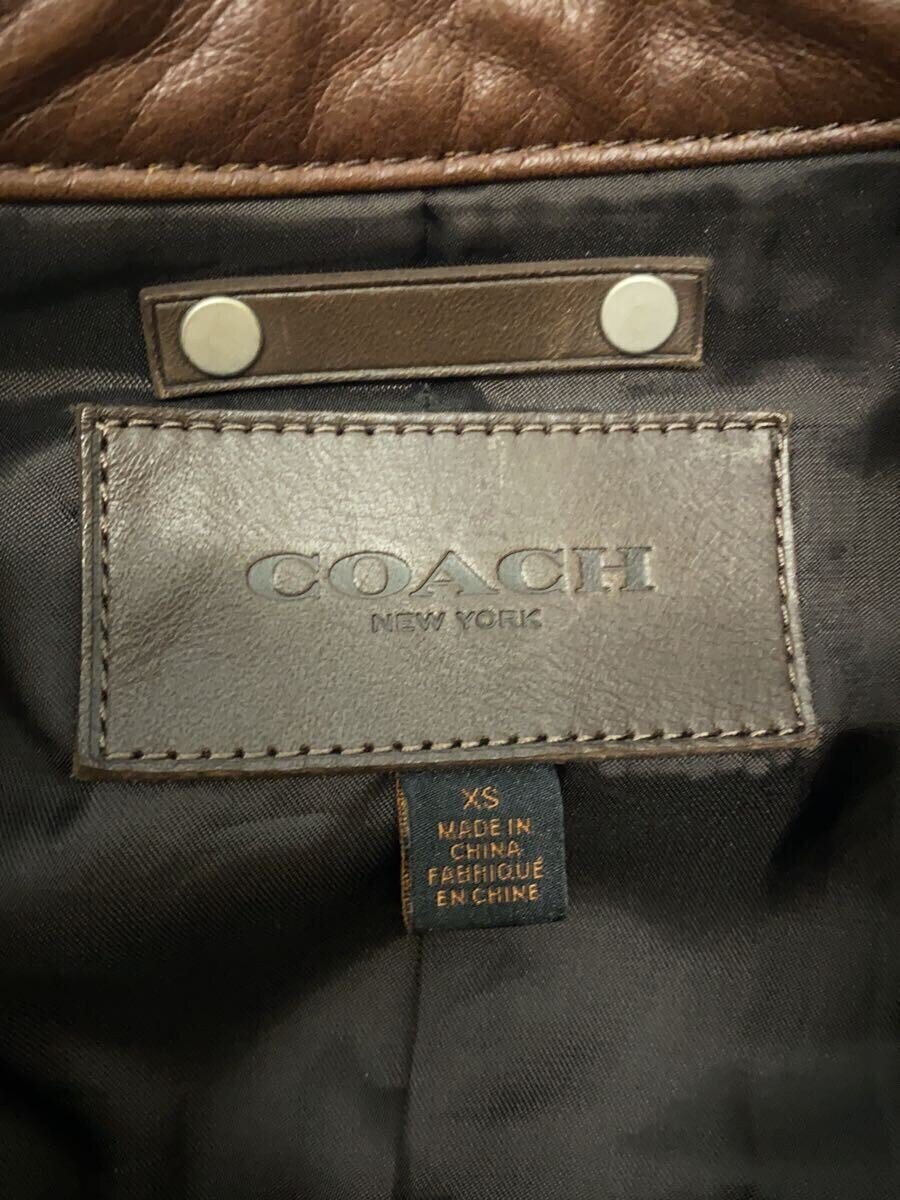 COACH
NEW YORK
XS
MADE IN
CHINA
FABRIQUÉ
EN CHINE